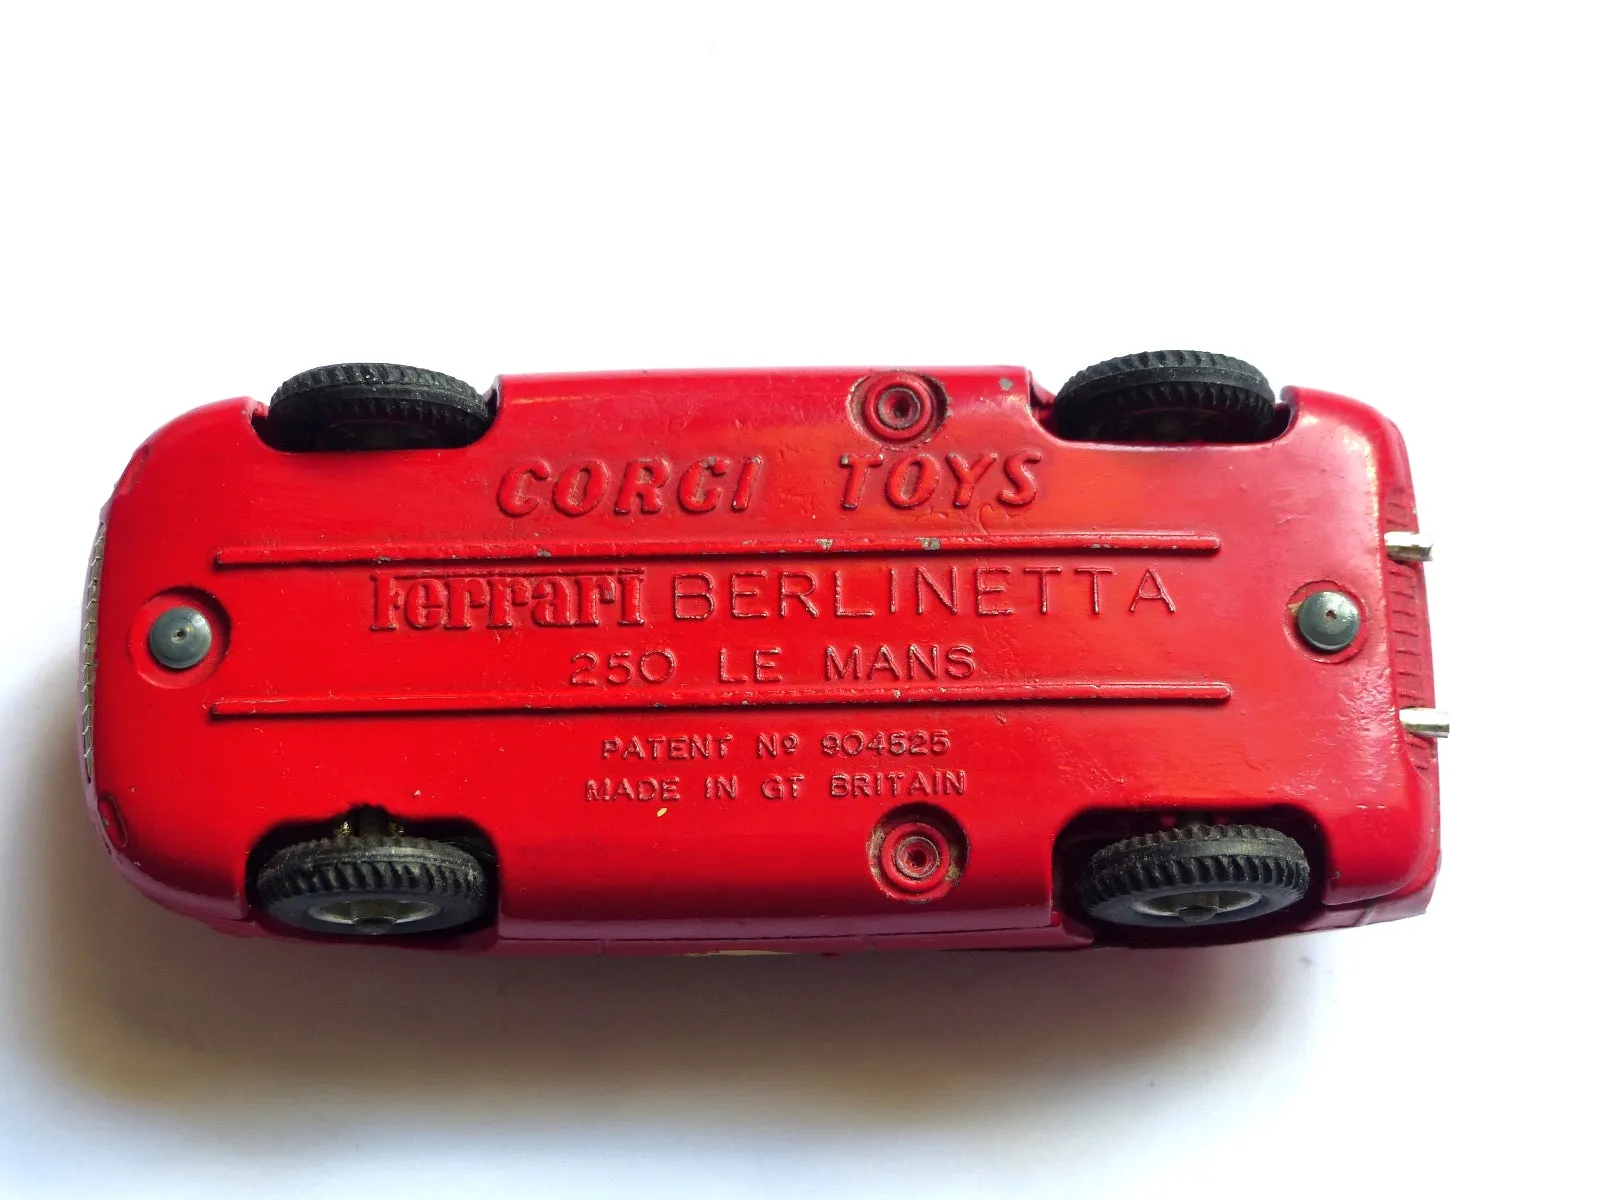 CORGI TOYS
Ferrari BERLINETTA
250 LE MANS
PATENT Nº 904525
MADE IN GT BRITAIN